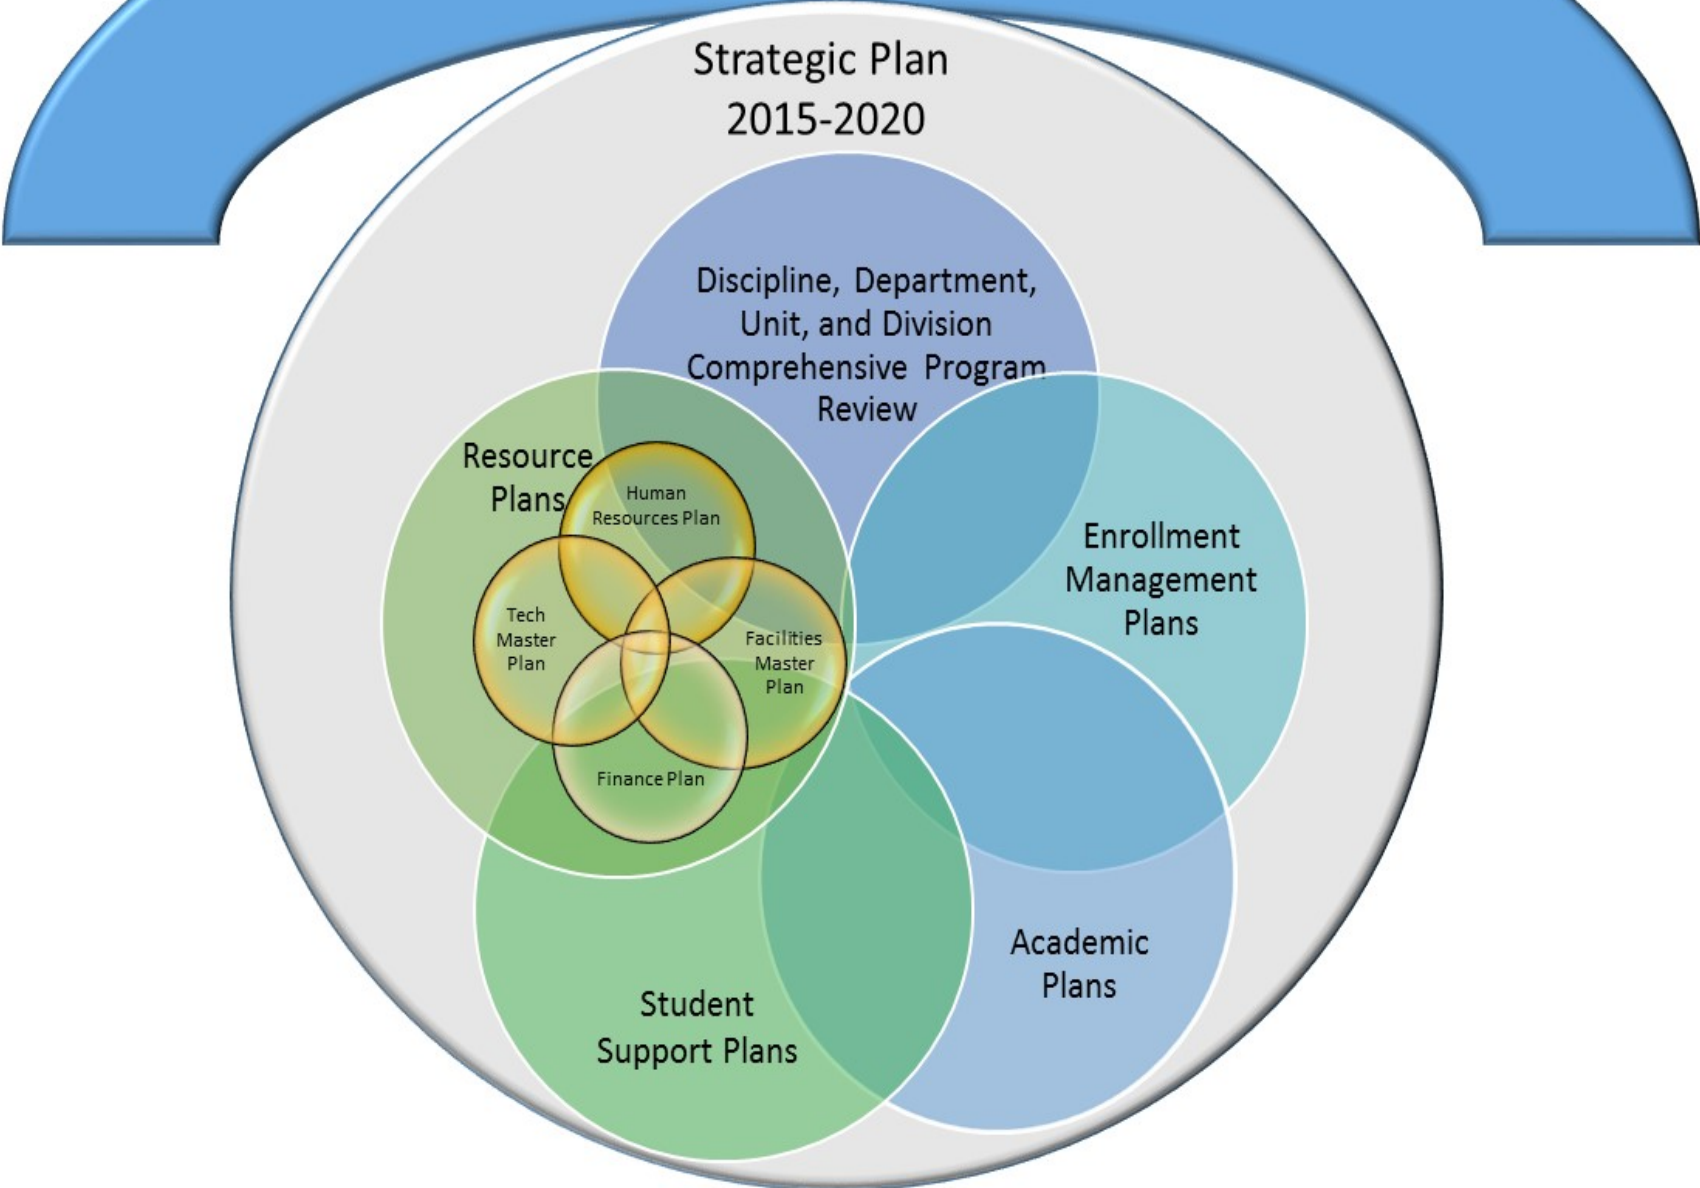 Strategic Plan
2015-2020
Discipline, Department,
Unit, and Division
Comprehensive Program
Review
Resource
Plans
Human
Resources Plan
Tech
Master
Plan
Facilities
Master
Plan
Finance Plan
Enrollment
Management
Plans
Academic
Plans
Student
Support Plans